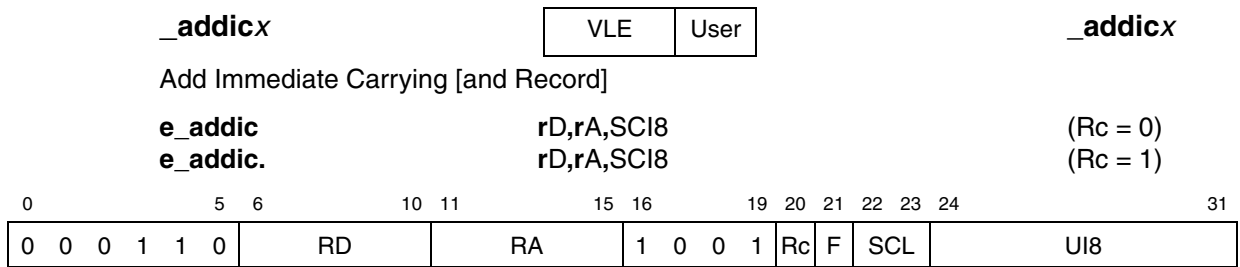 _addicx VLE User _addicx
Add Immediate Carrying [and Record]
e_addic rD,rA,SCI8 (Rc = 0)
e_addic. rD,rA,SCI8 (Rc = 1)
0 5 6 10 11 15 16 19 20 21 22 23 24 31
0 0 0 1 1 0 RD RA 1 0 0 1 Rc F SCL UI8